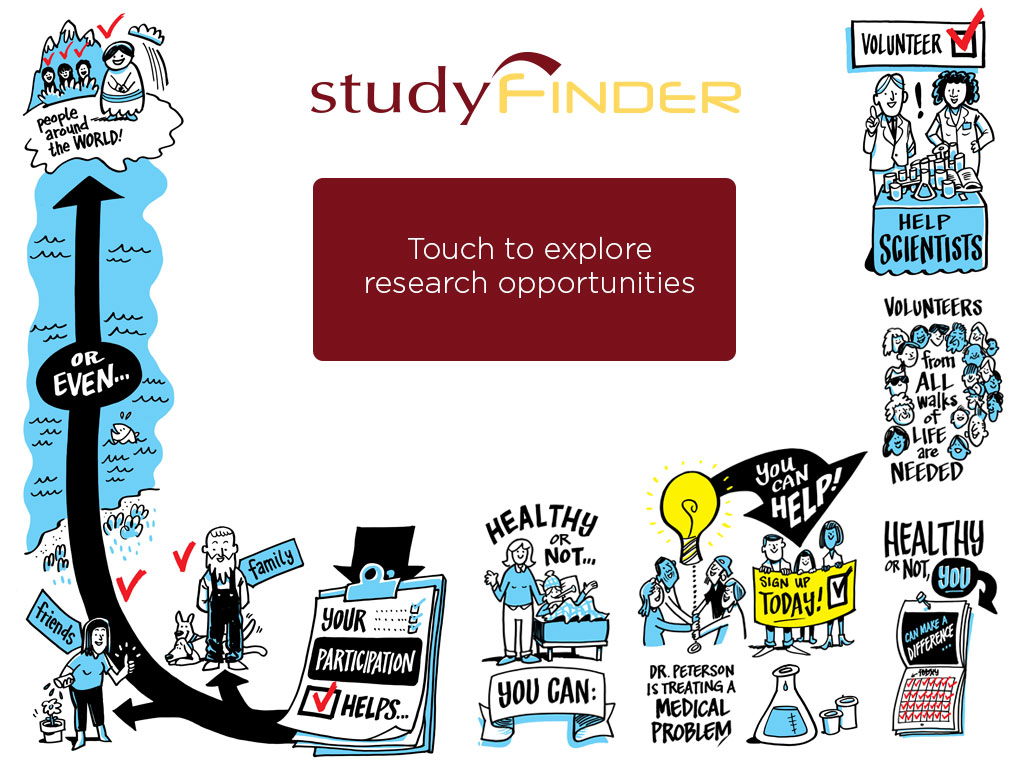 people
around
the WORLD!
studyFINDER
Touch to explore
research opportunities
VOLUNTEER
HELP
SCIENTISTS
VOLUNTEERS
from
ALL
walks
of
LIFE
are
NEEDED
OR
EVEN...
friends
family
YOUR
PARTICIPATION
HELPS...
HEALTHY
OR
NOT...
YOU CAN:
YOU
CAN
HELP!
SIGN UP
TODAY!
DR. PETERSON
IS TREATING A
MEDICAL
PROBLEM
HEALTHY
OR NOT, YOU
CAN MAKE A
DIFFERENCE
...
TODAY